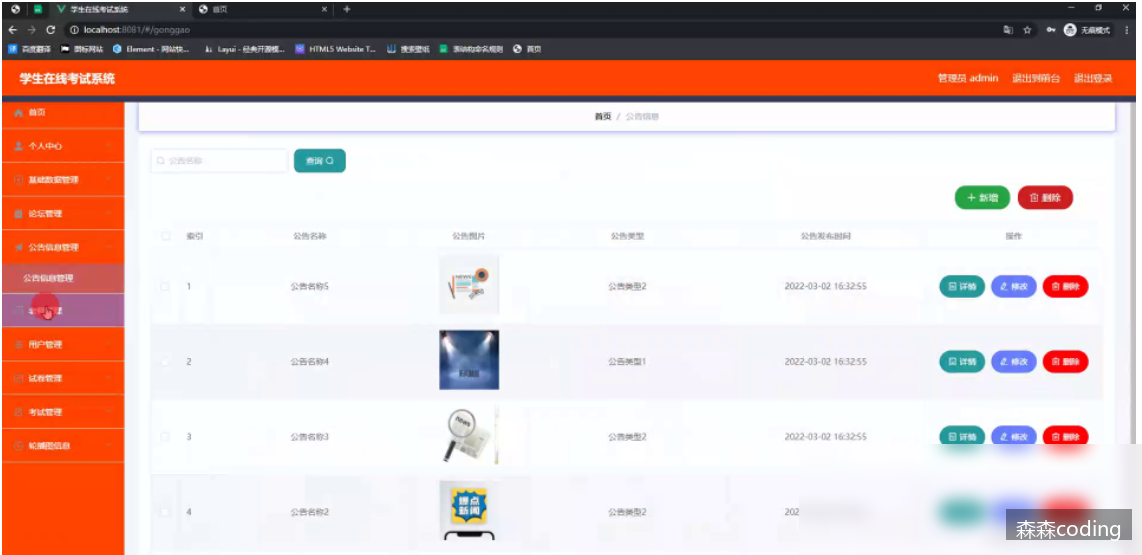 学生在线考试系统
首页
localhost:8081/#/gonggao
无痕模式
百度翻译
图标网站
Element - 网站快...
Layui - 经典开源模...
HTML5 Website T...
搜索壁纸
系统的命名规则
首页
学生在线考试系统
管理员 admin
退出到前台
退出登录
首页
个人中心
基础数据管理
论坛管理
公告信息管理
公告信息管理
用户管理
试卷管理
考试管理
轮播图信息
首页 / 公告信息
公告名称
查询
+ 新增
删除
索引 公告名称 公告图片 公告类型 公告发布时间 操作
1 公告名称5 公告类型2 2022-03-02 16:32:55 详情 修改 删除
2 公告名称4 公告类型1 2022-03-02 16:32:55 详情 修改 删除
3 公告名称3 公告类型2 2022-03-02 16:32:55 详情 修改 删除
4 公告名称2 爆点新闻 公告类型2 202
森森coding